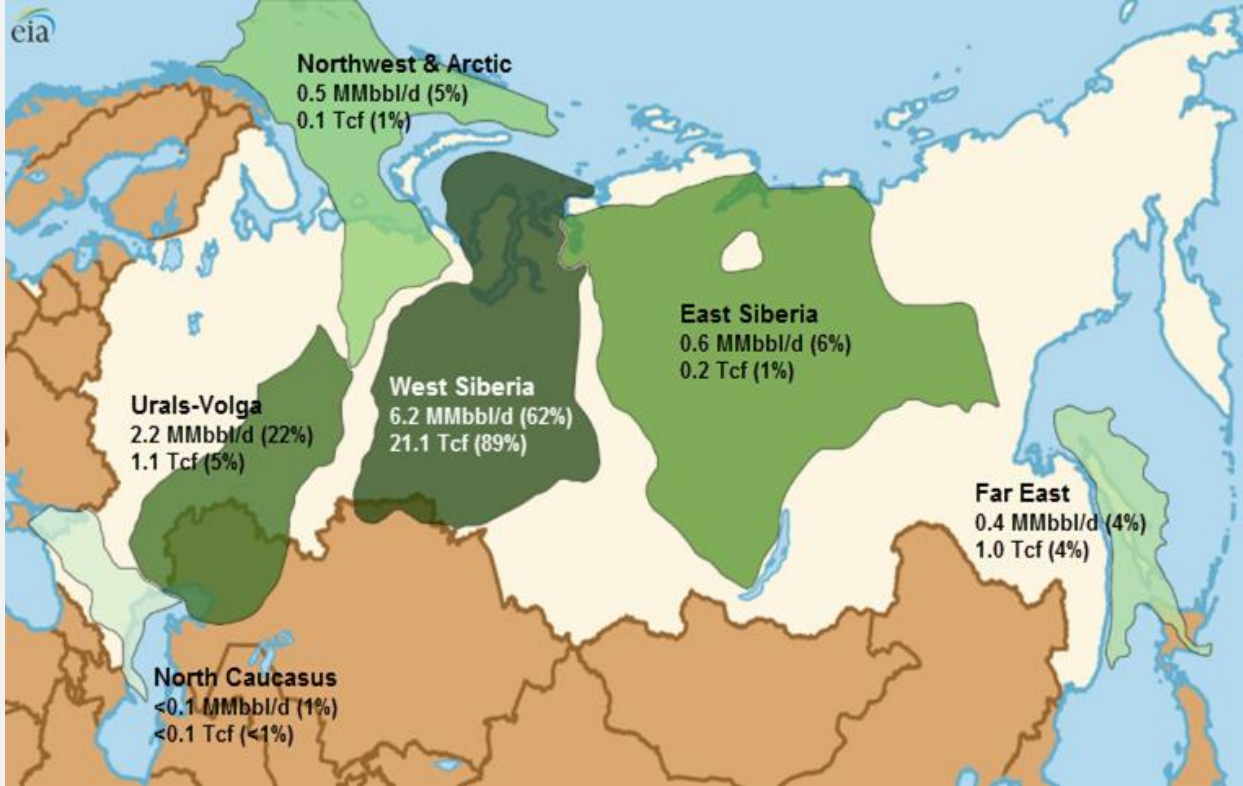 eia
Northwest & Arctic
0.5 MMbbl/d (5%)
0.1 Tcf (1%)
East Siberia
0.6 MMbbl/d (6%)
0.2 Tcf (1%)
West Siberia
6.2 MMbbl/d (62%)
21.1 Tcf (89%)
Urals-Volga
2.2 MMbbl/d (22%)
1.1 Tcf (5%)
Far East
0.4 MMbbl/d (4%)
1.0 Tcf (4%)
North Caucasus
<0.1 MMbbl/d (1%)
<0.1 Tcf (<1%)